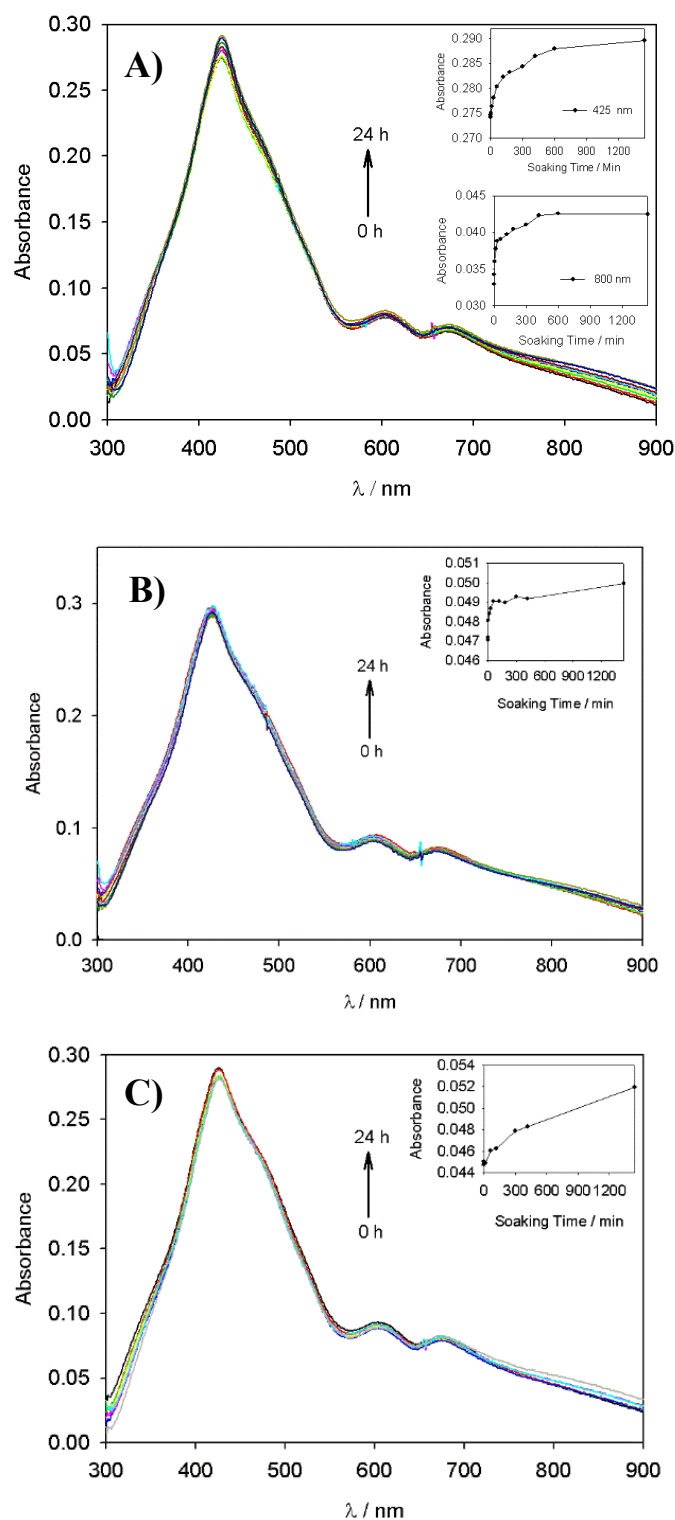 A)
0.30
0.25
0.20
0.15
0.10
0.05
0.00
Absorbance
300 400 500 600 700 800 900
λ / nm
24 h
0 h
0.290
0.285
0.280
0.275
0.270
Absorbance
425 nm
0 300 600 900 1200
Soaking Time / Min
0.045
0.040
0.035
0.030
Absorbance
800 nm
0 300 600 900 1200
Soaking Time / min
B)
0.3
0.2
0.1
0.0
Absorbance
300 400 500 600 700 800 900
λ / nm
24 h
0 h
0.051
0.050
0.049
0.048
0.047
0.046
Absorbance
0 300 600 900 1200
Soaking Time / min
C)
0.30
0.25
0.20
0.15
0.10
0.05
0.00
Absorbance
300 400 500 600 700 800 900
λ / nm
24 h
0 h
0.054
0.052
0.050
0.048
0.046
0.044
Absorbance
0 300 600 900 1200
Soaking Time / min